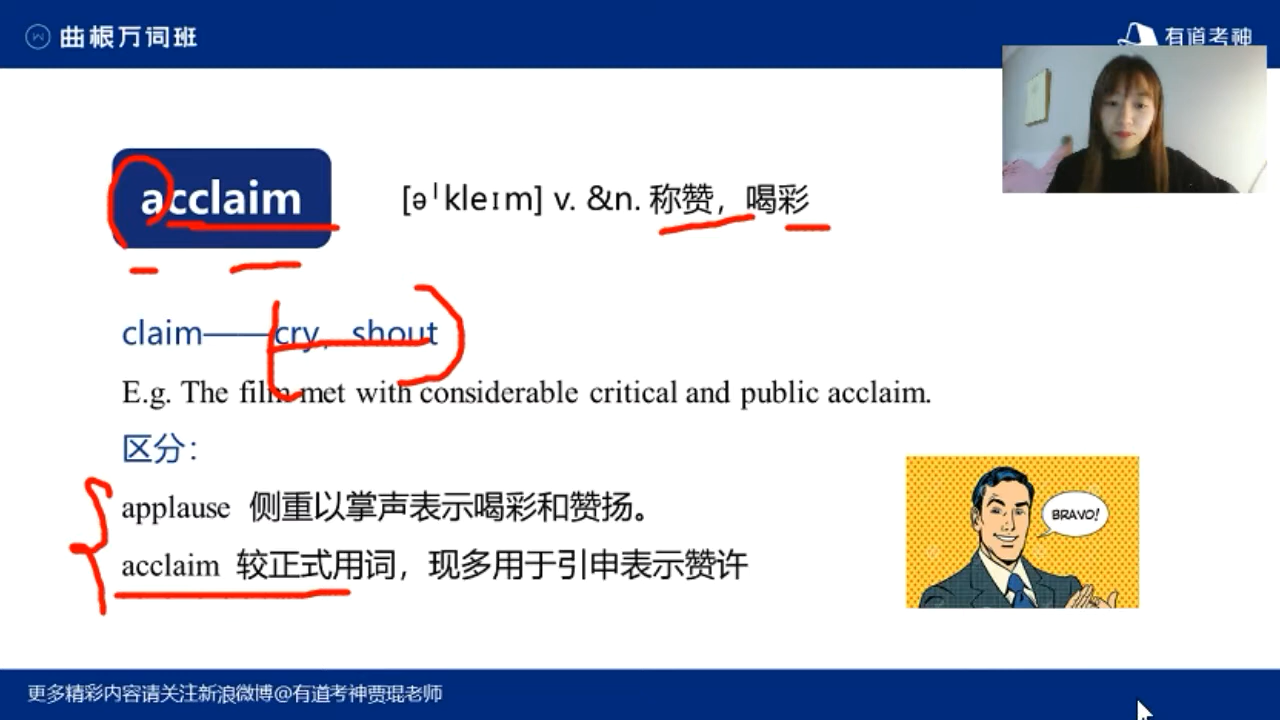 曲根万词班
有道考神
acclaim
[əˈkleɪm] v. &n. 称赞，喝彩
claim——cry，shout
E.g. The film met with considerable critical and public acclaim.
区分：
applause 侧重以掌声表示喝彩和赞扬。
BRAVO!
acclaim 较正式用词，现多用于引申表示赞许
更多精彩内容请关注新浪微博@有道考神贾琨老师